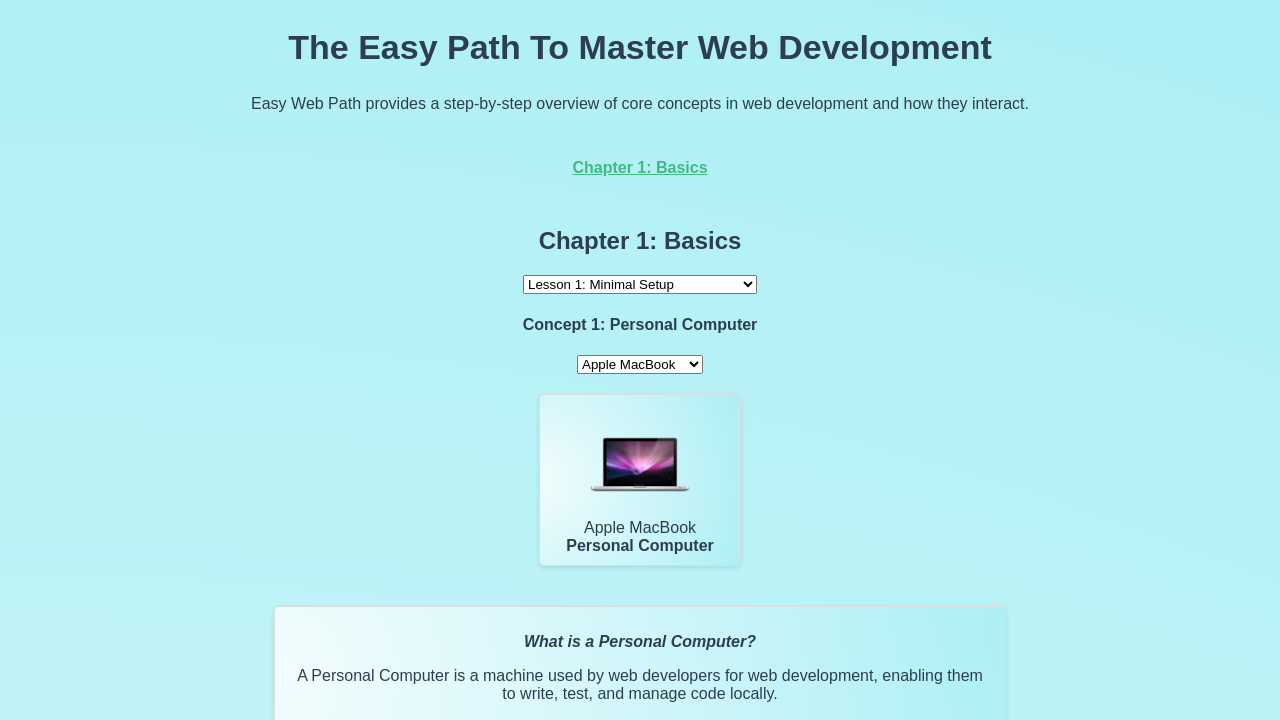 The Easy Path To Master Web Development
Easy Web Path provides a step-by-step overview of core concepts in web development and how they interact.
Chapter 1: Basics
Chapter 1: Basics
Lesson 1: Minimal Setup
Concept 1: Personal Computer
Apple MacBook
Apple MacBook
Personal Computer
What is a Personal Computer?
A Personal Computer is a machine used by web developers for web development, enabling them
to write, test, and manage code locally.